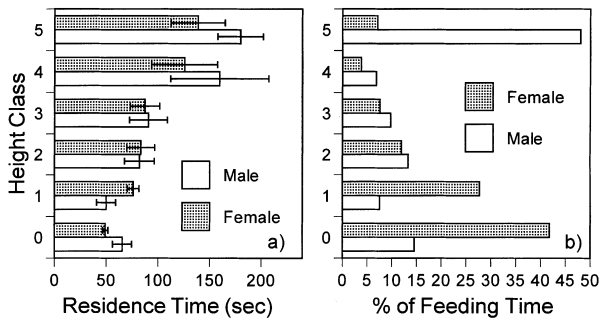 Height Class
5
4
3
2
1
0
Male
Female
a)
0 50 100 150 200
Residence Time (sec)
5
4
3
2
1
0
Female
Male
b)
0 5 10 15 20 25 30 35 40 45 50
% of Feeding Time